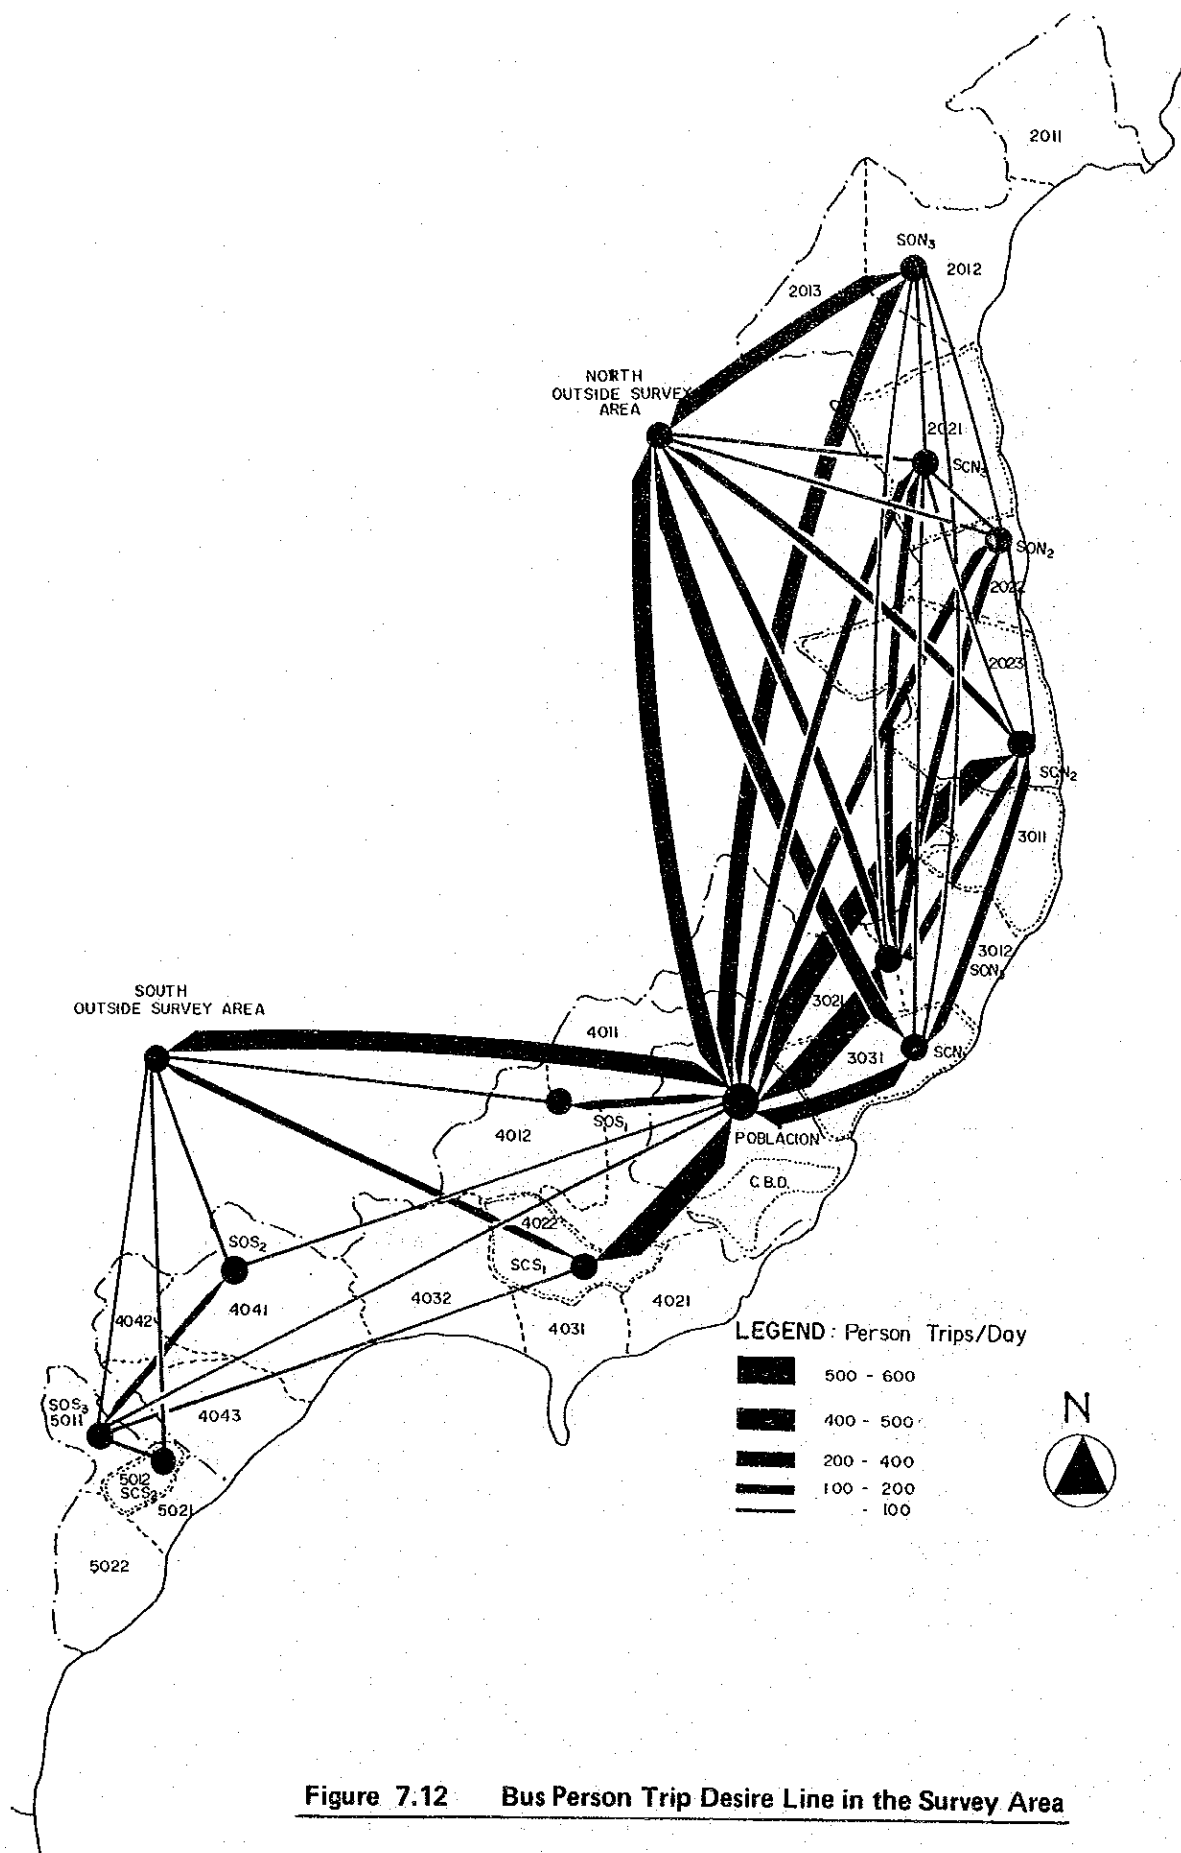 2011
SON₃
2012
2013
NORTH
OUTSIDE SURVEY
AREA
2021
SCN₃
SON₂
2022
2023
SCN₂
3011
3012
SON₁
SOUTH
OUTSIDE SURVEY AREA
3021
4011
3031
SCN₁
SOS₁
4012
POBLACION
C.B.D.
4022
SOS₂
SCS₁
4032
4021
4041
4042
4031
LEGEND : Person Trips/Day
500 - 600
400 - 500
200 - 400
100 - 200
- 100
N
SOS₃
5011
4043
5012
SCS₂
5021
5022
Figure 7.12 Bus Person Trip Desire Line in the Survey Area